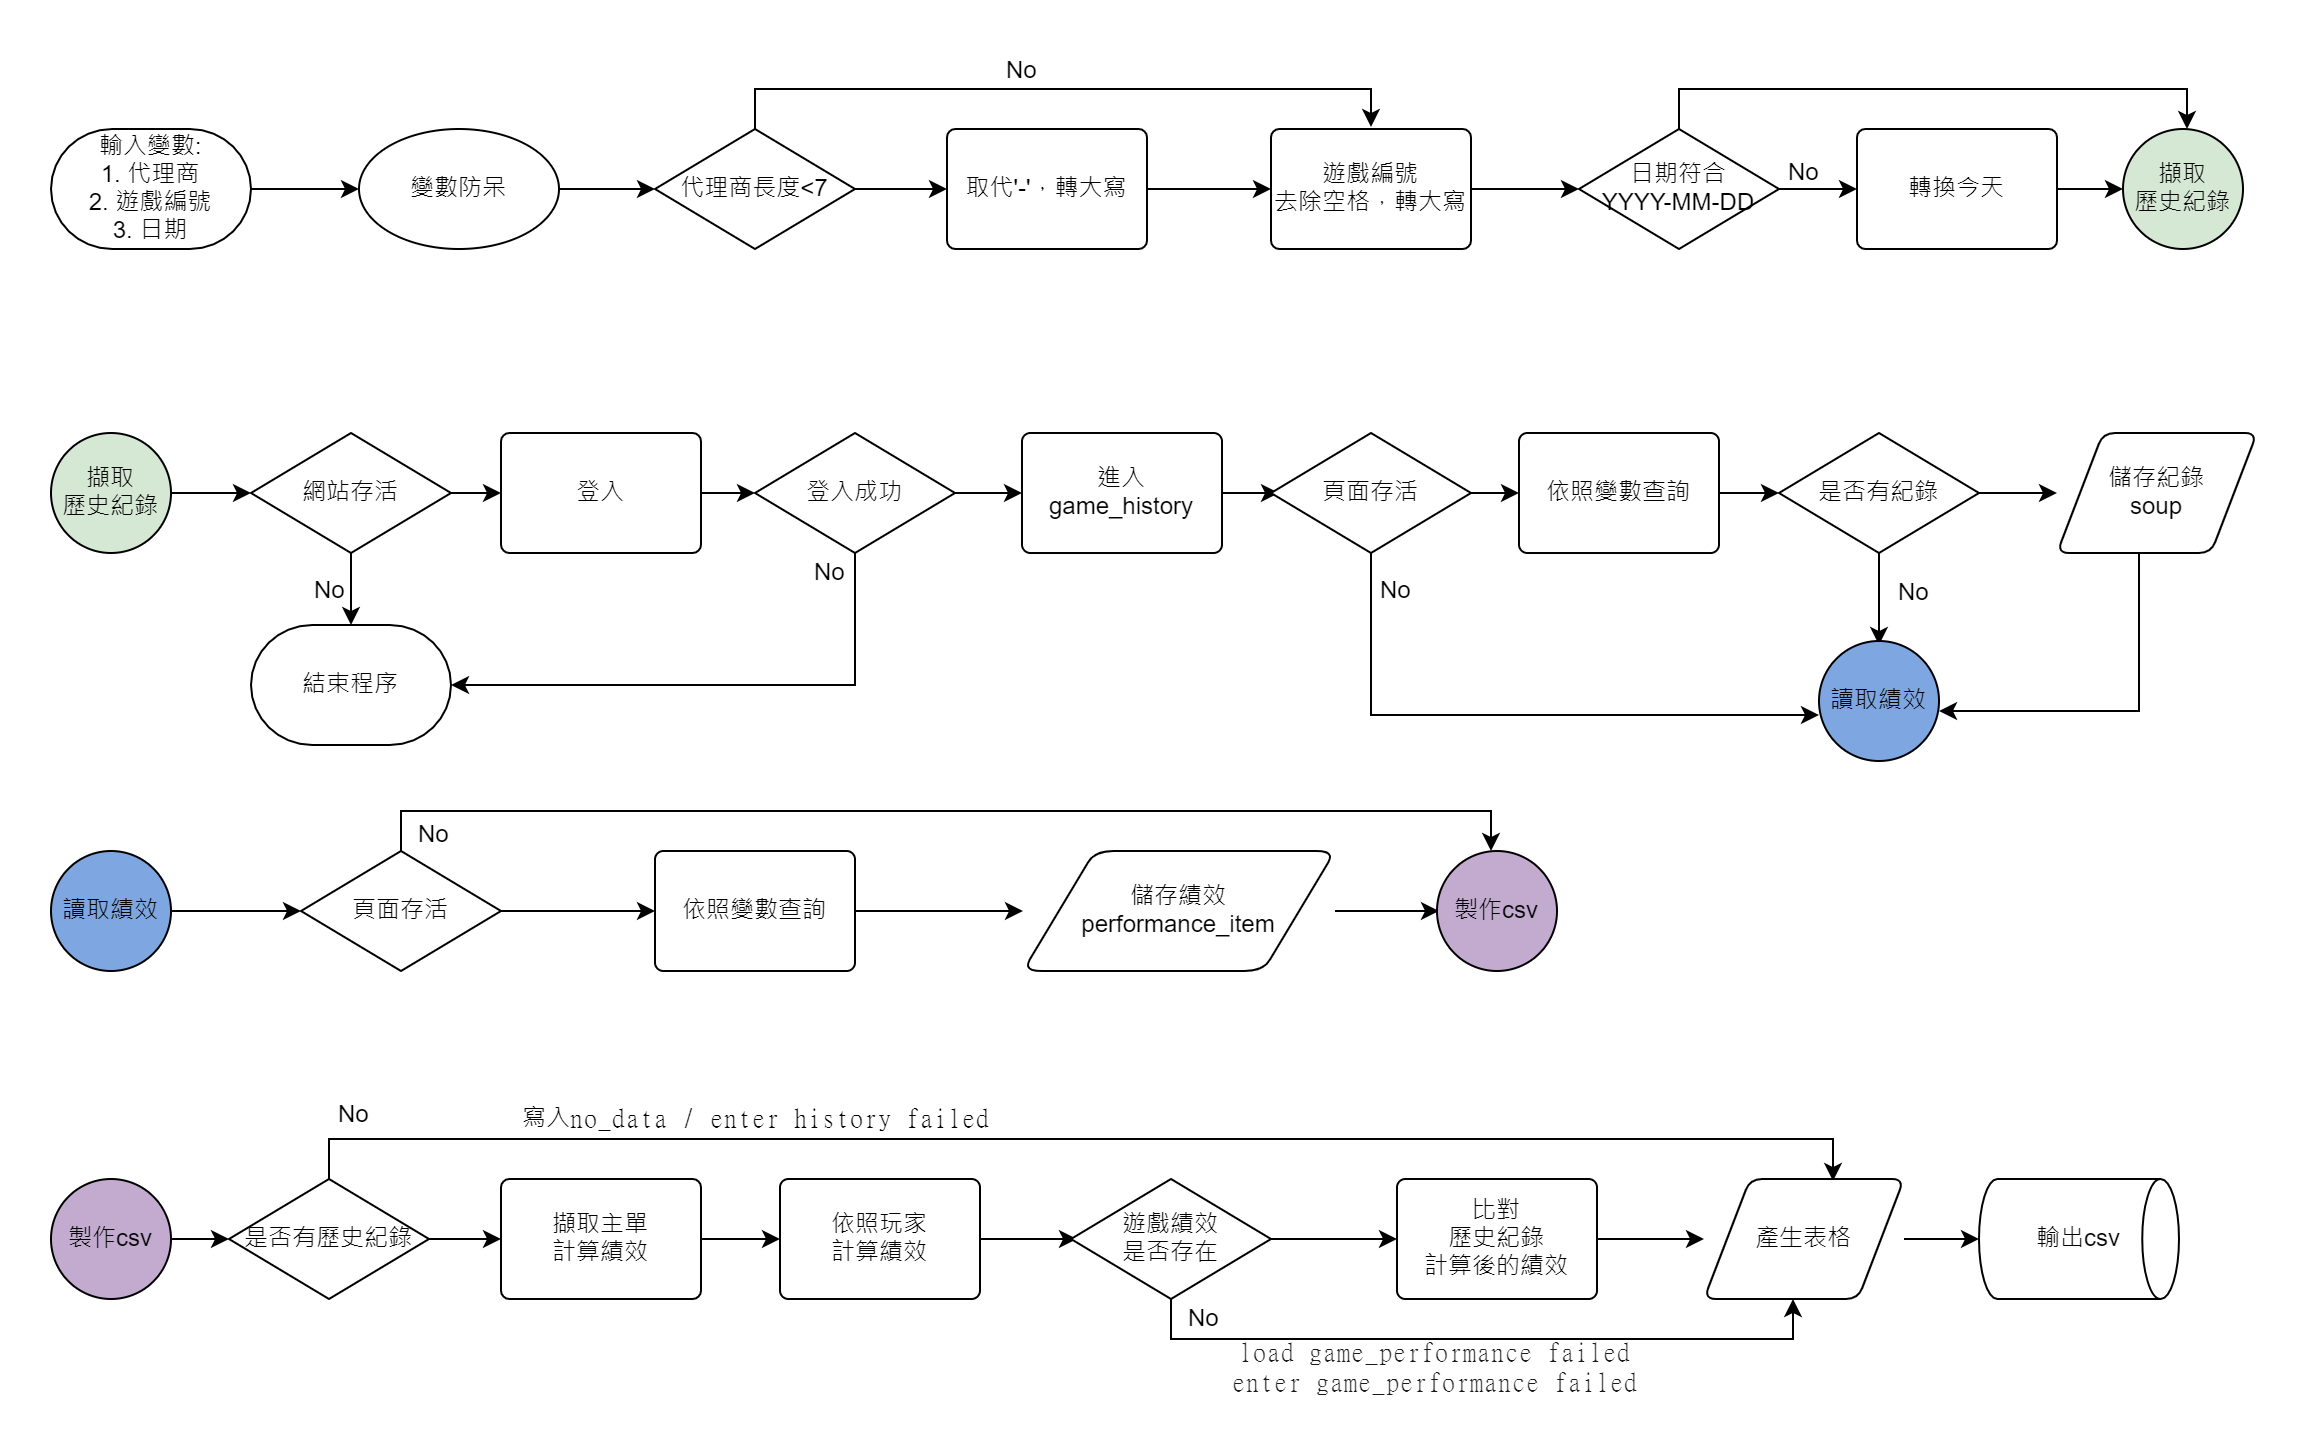 No
輸入變數:
1. 代理商
2. 遊戲編號
3. 日期
變數防呆
代理商長度<7
取代'-'，轉大寫
遊戲編號
去除空格，轉大寫
日期符合
YYYY-MM-DD
No
轉換今天
擷取
歷史紀錄
擷取
歷史紀錄
網站存活
登入
登入成功
進入
game_history
頁面存活
依照變數查詢
是否有紀錄
儲存紀錄
soup
No
No
No
No
結束程序
讀取績效
No
讀取績效
頁面存活
依照變數查詢
儲存績效
performance_item
製作csv
No
寫入no_data / enter history failed
製作csv
是否有歷史紀錄
擷取主單
計算績效
依照玩家
計算績效
遊戲績效
是否存在
比對
歷史紀錄
計算後的績效
產生表格
輸出csv
No
load game_performance failed
enter game_performance failed